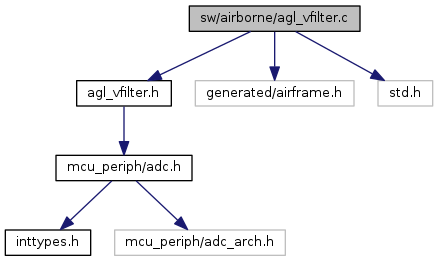 sw/airborne/agl_vfilter.c
agl_vfilter.h
generated/airframe.h
std.h
mcu_periph/adc.h
inttypes.h
mcu_periph/adc_arch.h